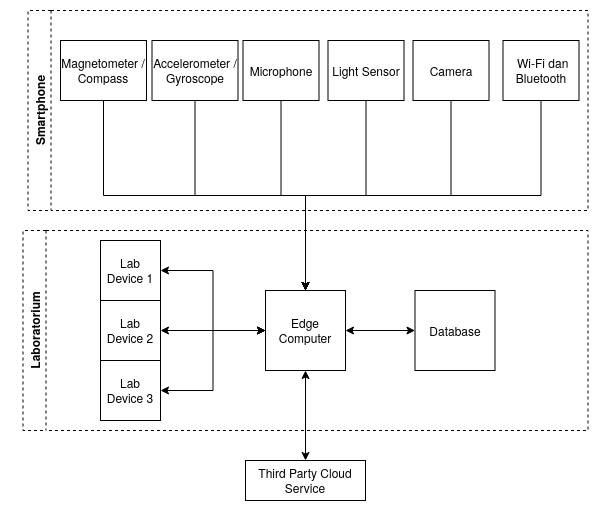 Smartphone
Magnetometer /
Compass
Accelerometer /
Gyroscope
Microphone
Light Sensor
Camera
Wi-Fi dan
Bluetooth
Laboratorium
Lab
Device 1
Lab
Device 2
Lab
Device 3
Edge
Computer
Database
Third Party Cloud
Service